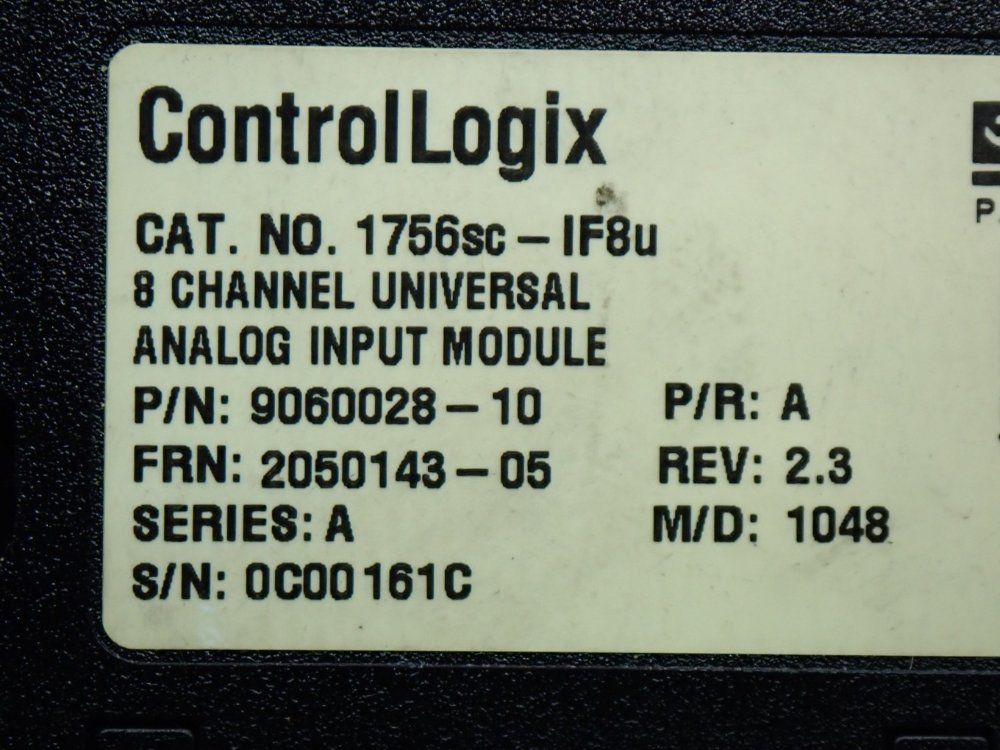 ControlLogix
CAT. NO. 1756sc - IF8u
8 CHANNEL UNIVERSAL
ANALOG INPUT MODULE
P/N: 9060028 - 10 P/R: A
FRN: 2050143 - 05 REV: 2.3
SERIES: A M/D: 1048
S/N: 0C00161C